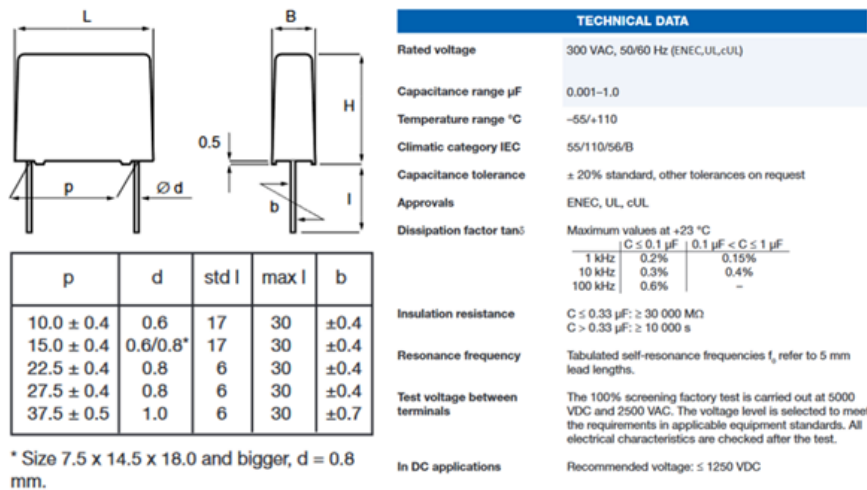 L
B
H
0.5
p
Ø d
b
l
p d std l max l b
10.0 ± 0.4 0.6 17 30 ±0.4
15.0 ± 0.4 0.6/0.8* 17 30 ±0.4
22.5 ± 0.4 0.8 6 30 ±0.4
27.5 ± 0.4 0.8 6 30 ±0.4
37.5 ± 0.5 1.0 6 30 ±0.7
* Size 7.5 x 14.5 x 18.0 and bigger, d = 0.8
mm.
TECHNICAL DATA
Rated voltage 300 VAC, 50/60 Hz (ENEC,UL,cUL)
Capacitance range µF 0.001–1.0
Temperature range °C –55/+110
Climatic category IEC 55/110/56/B
Capacitance tolerance ± 20% standard, other tolerances on request
Approvals ENEC, UL, cUL
Dissipation factor tanδ Maximum values at +23 °C
C ≤ 0.1 µF 0.1 µF < C ≤ 1 µF
1 kHz 0.2% 0.15%
10 kHz 0.3% 0.4%
100 kHz 0.6% –
Insulation resistance C ≤ 0.33 µF: ≥ 30 000 MΩ
C > 0.33 µF: ≥ 10 000 s
Resonance frequency Tabulated self-resonance frequencies f₀ refer to 5 mm
lead lengths.
Test voltage between The 100% screening factory test is carried out at 5000
terminals VDC and 2500 VAC. The voltage level is selected to meet
the requirements in applicable equipment standards. All
electrical characteristics are checked after the test.
In DC applications Recommended voltage: ≤ 1250 VDC